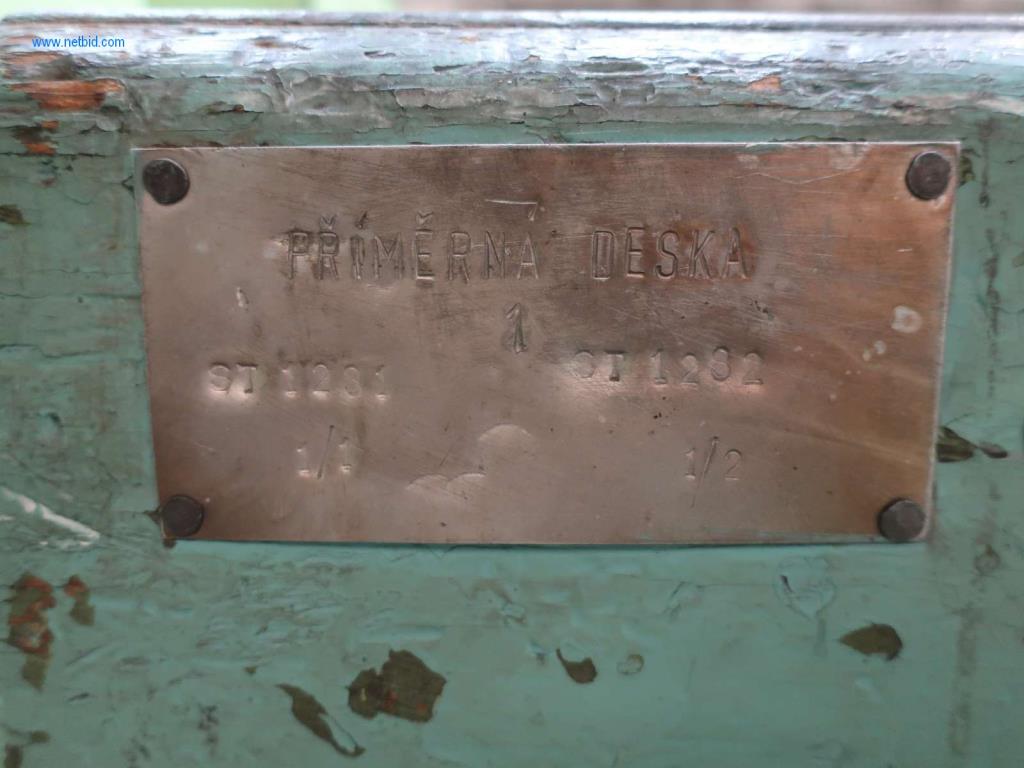 www.netbid.com
PŘÍMĚRNÁ DESKA
1
ST 1281 ST 1282
1/1 1/2